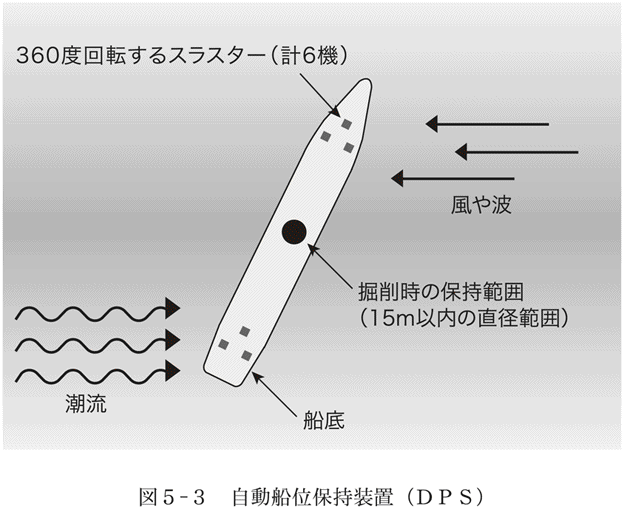 360度回転するスラスター（計6機）
風や波
掘削時の保持範囲
（15m以内の直径範囲）
潮流
船底
図５-３　自動船位保持装置（ＤＰＳ）